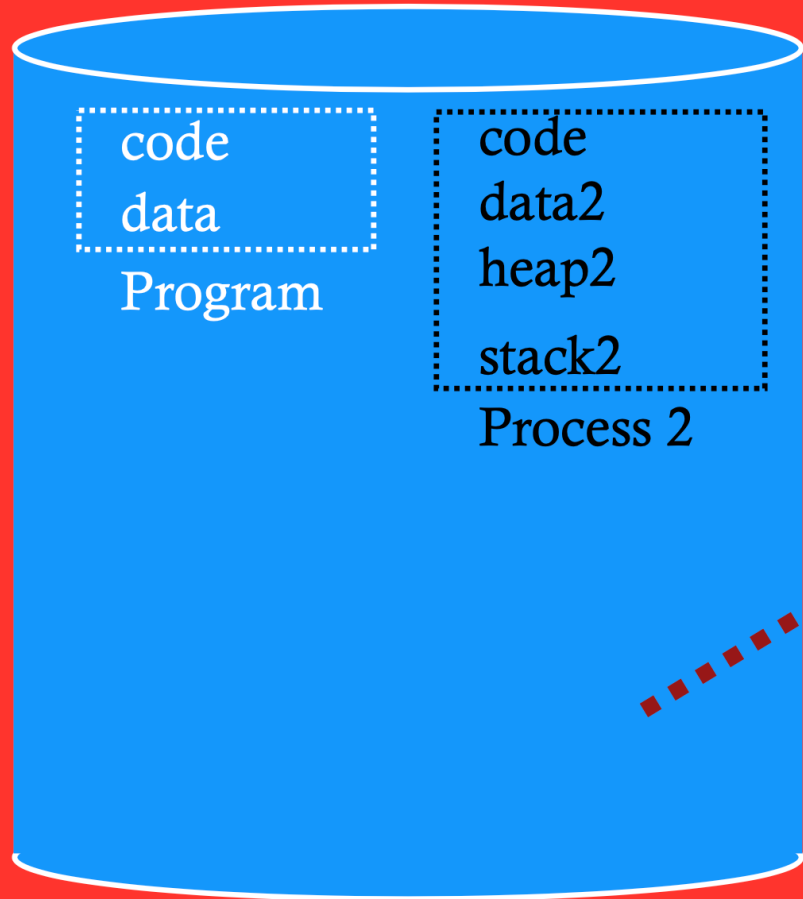 code
data
Program
code
data2
heap2
stack2
Process 2